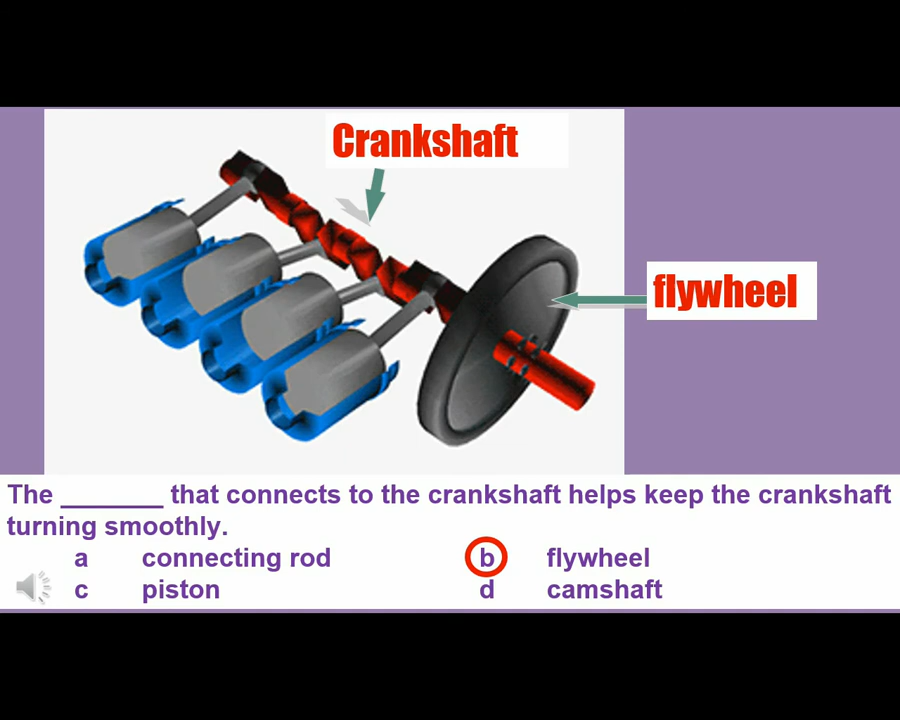 Crankshaft
flywheel
The _______ that connects to the crankshaft helps keep the crankshaft
turning smoothly.
a connecting rod b flywheel
c piston d camshaft